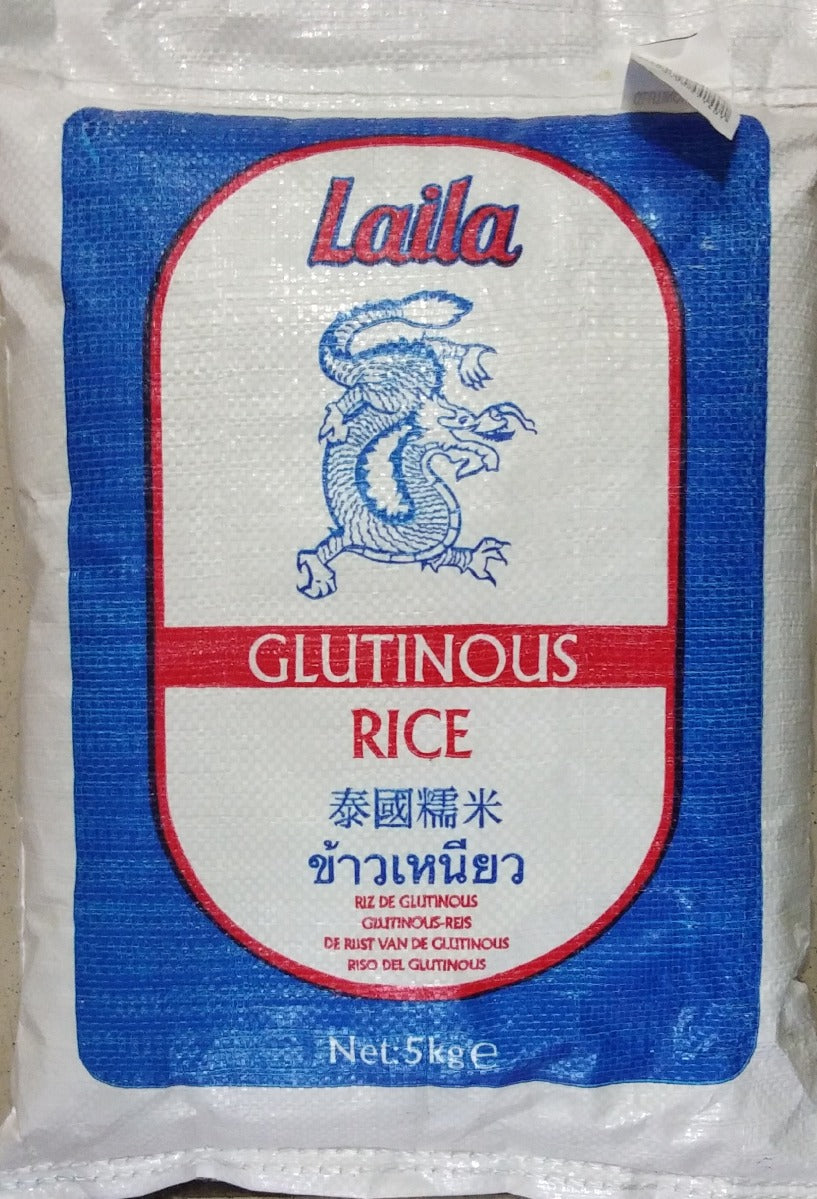 Laila
GLUTINOUS
RICE
泰國糯米
ข้าวเหนียว
RIZ DE GLUTINOUS
GLUTINOUS-REIS
DE RIJST VAN DE GLUTINOUS
RISO DEL GLUTINOUS
Net:5kg℮